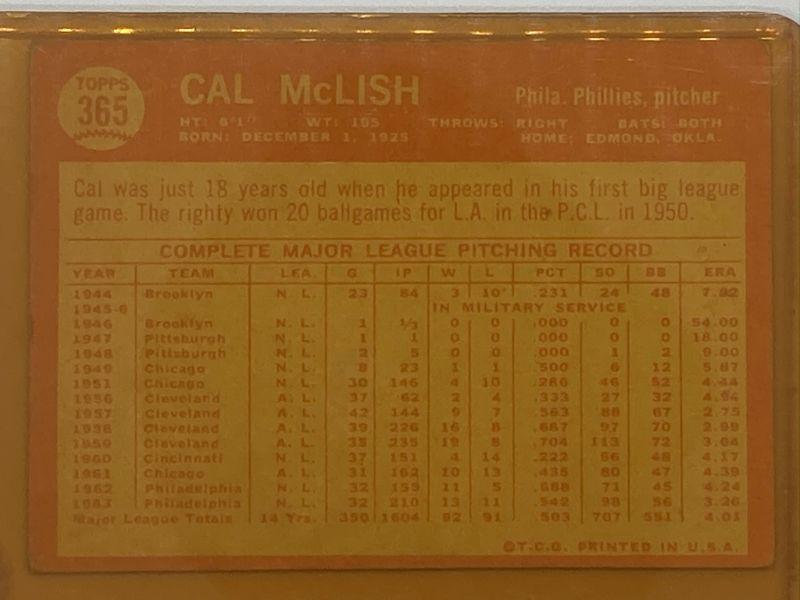 TOPPS
365
CAL McLISH
Phila. Phillies, pitcher
HT: 6'1" WT: 195 THROWS: RIGHT BATS: BOTH
BORN: DECEMBER 1, 1925 HOME: EDMOND, OKLA.
Cal was just 18 years old when he appeared in his first big league
game. The righty won 20 ballgames for L.A. in the P.C.L. in 1950.
COMPLETE MAJOR LEAGUE PITCHING RECORD
YEAR TEAM LEA. G IP W L PCT SO BB ERA
1944 Brooklyn N. L. 23 84 3 10 .231 24 48 7.82
1945-6 IN MILITARY SERVICE
1946 Brooklyn N. L. 1 1/3 0 0 .000 0 0 54.00
1947 Pittsburgh N. L. 1 1 0 0 .000 0 0 18.00
1948 Pittsburgh N. L. 2 5 0 0 .000 1 2 9.00
1949 Chicago N. L. 8 23 1 1 .500 6 12 5.87
1951 Chicago N. L. 30 146 4 10 .286 46 52 4.44
1956 Cleveland A. L. 37 62 2 4 .333 27 32 4.94
1957 Cleveland A. L. 42 144 9 7 .563 88 67 2.75
1958 Cleveland A. L. 39 226 16 8 .667 97 70 2.99
1959 Cleveland A. L. 35 235 19 8 .704 113 72 3.64
1960 Cincinnati N. L. 37 151 4 14 .222 56 48 4.17
1961 Chicago A. L. 31 162 10 13 .435 80 47 4.39
1962 Philadelphia N. L. 32 155 11 5 .688 71 45 4.24
1963 Philadelphia N. L. 32 210 13 11 .542 98 56 3.26
Major League Totals 14 Yrs. 350 1604 92 91 .503 707 551 4.01
©T.C.G. PRINTED IN U.S.A.